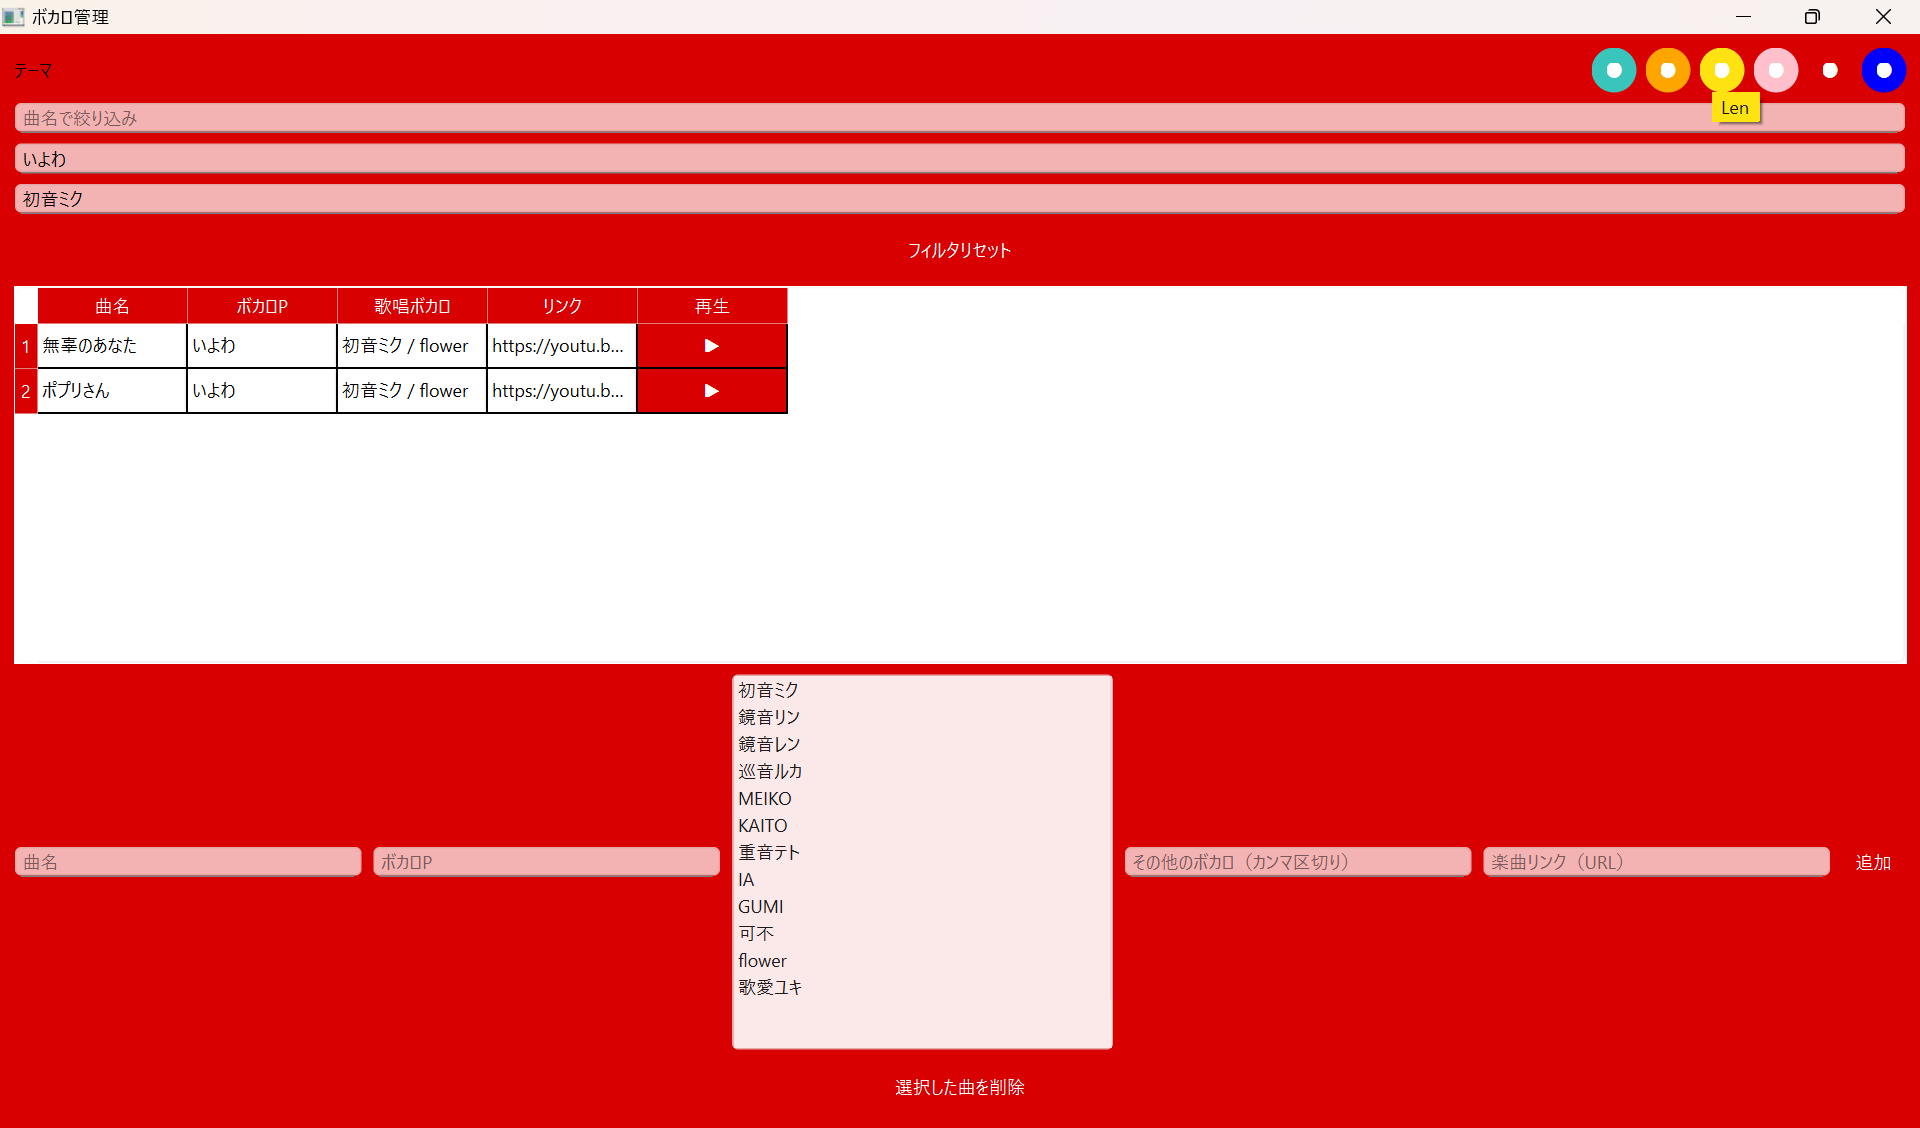 ボカロ管理
テーマ
Len
曲名で絞り込み
いよわ
初音ミク
フィルタリセット
曲名 ボカロP 歌唱ボカロ リンク 再生
1 無辜のあなた いよわ 初音ミク / flower https://youtu.b...
2 ポプリさん いよわ 初音ミク / flower https://youtu.b...
初音ミク
鏡音リン
鏡音レン
巡音ルカ
MEIKO
KAITO
重音テト
IA
GUMI
可不
flower
歌愛ユキ
曲名 ボカロP その他のボカロ（カンマ区切り） 楽曲リンク（URL） 追加
選択した曲を削除